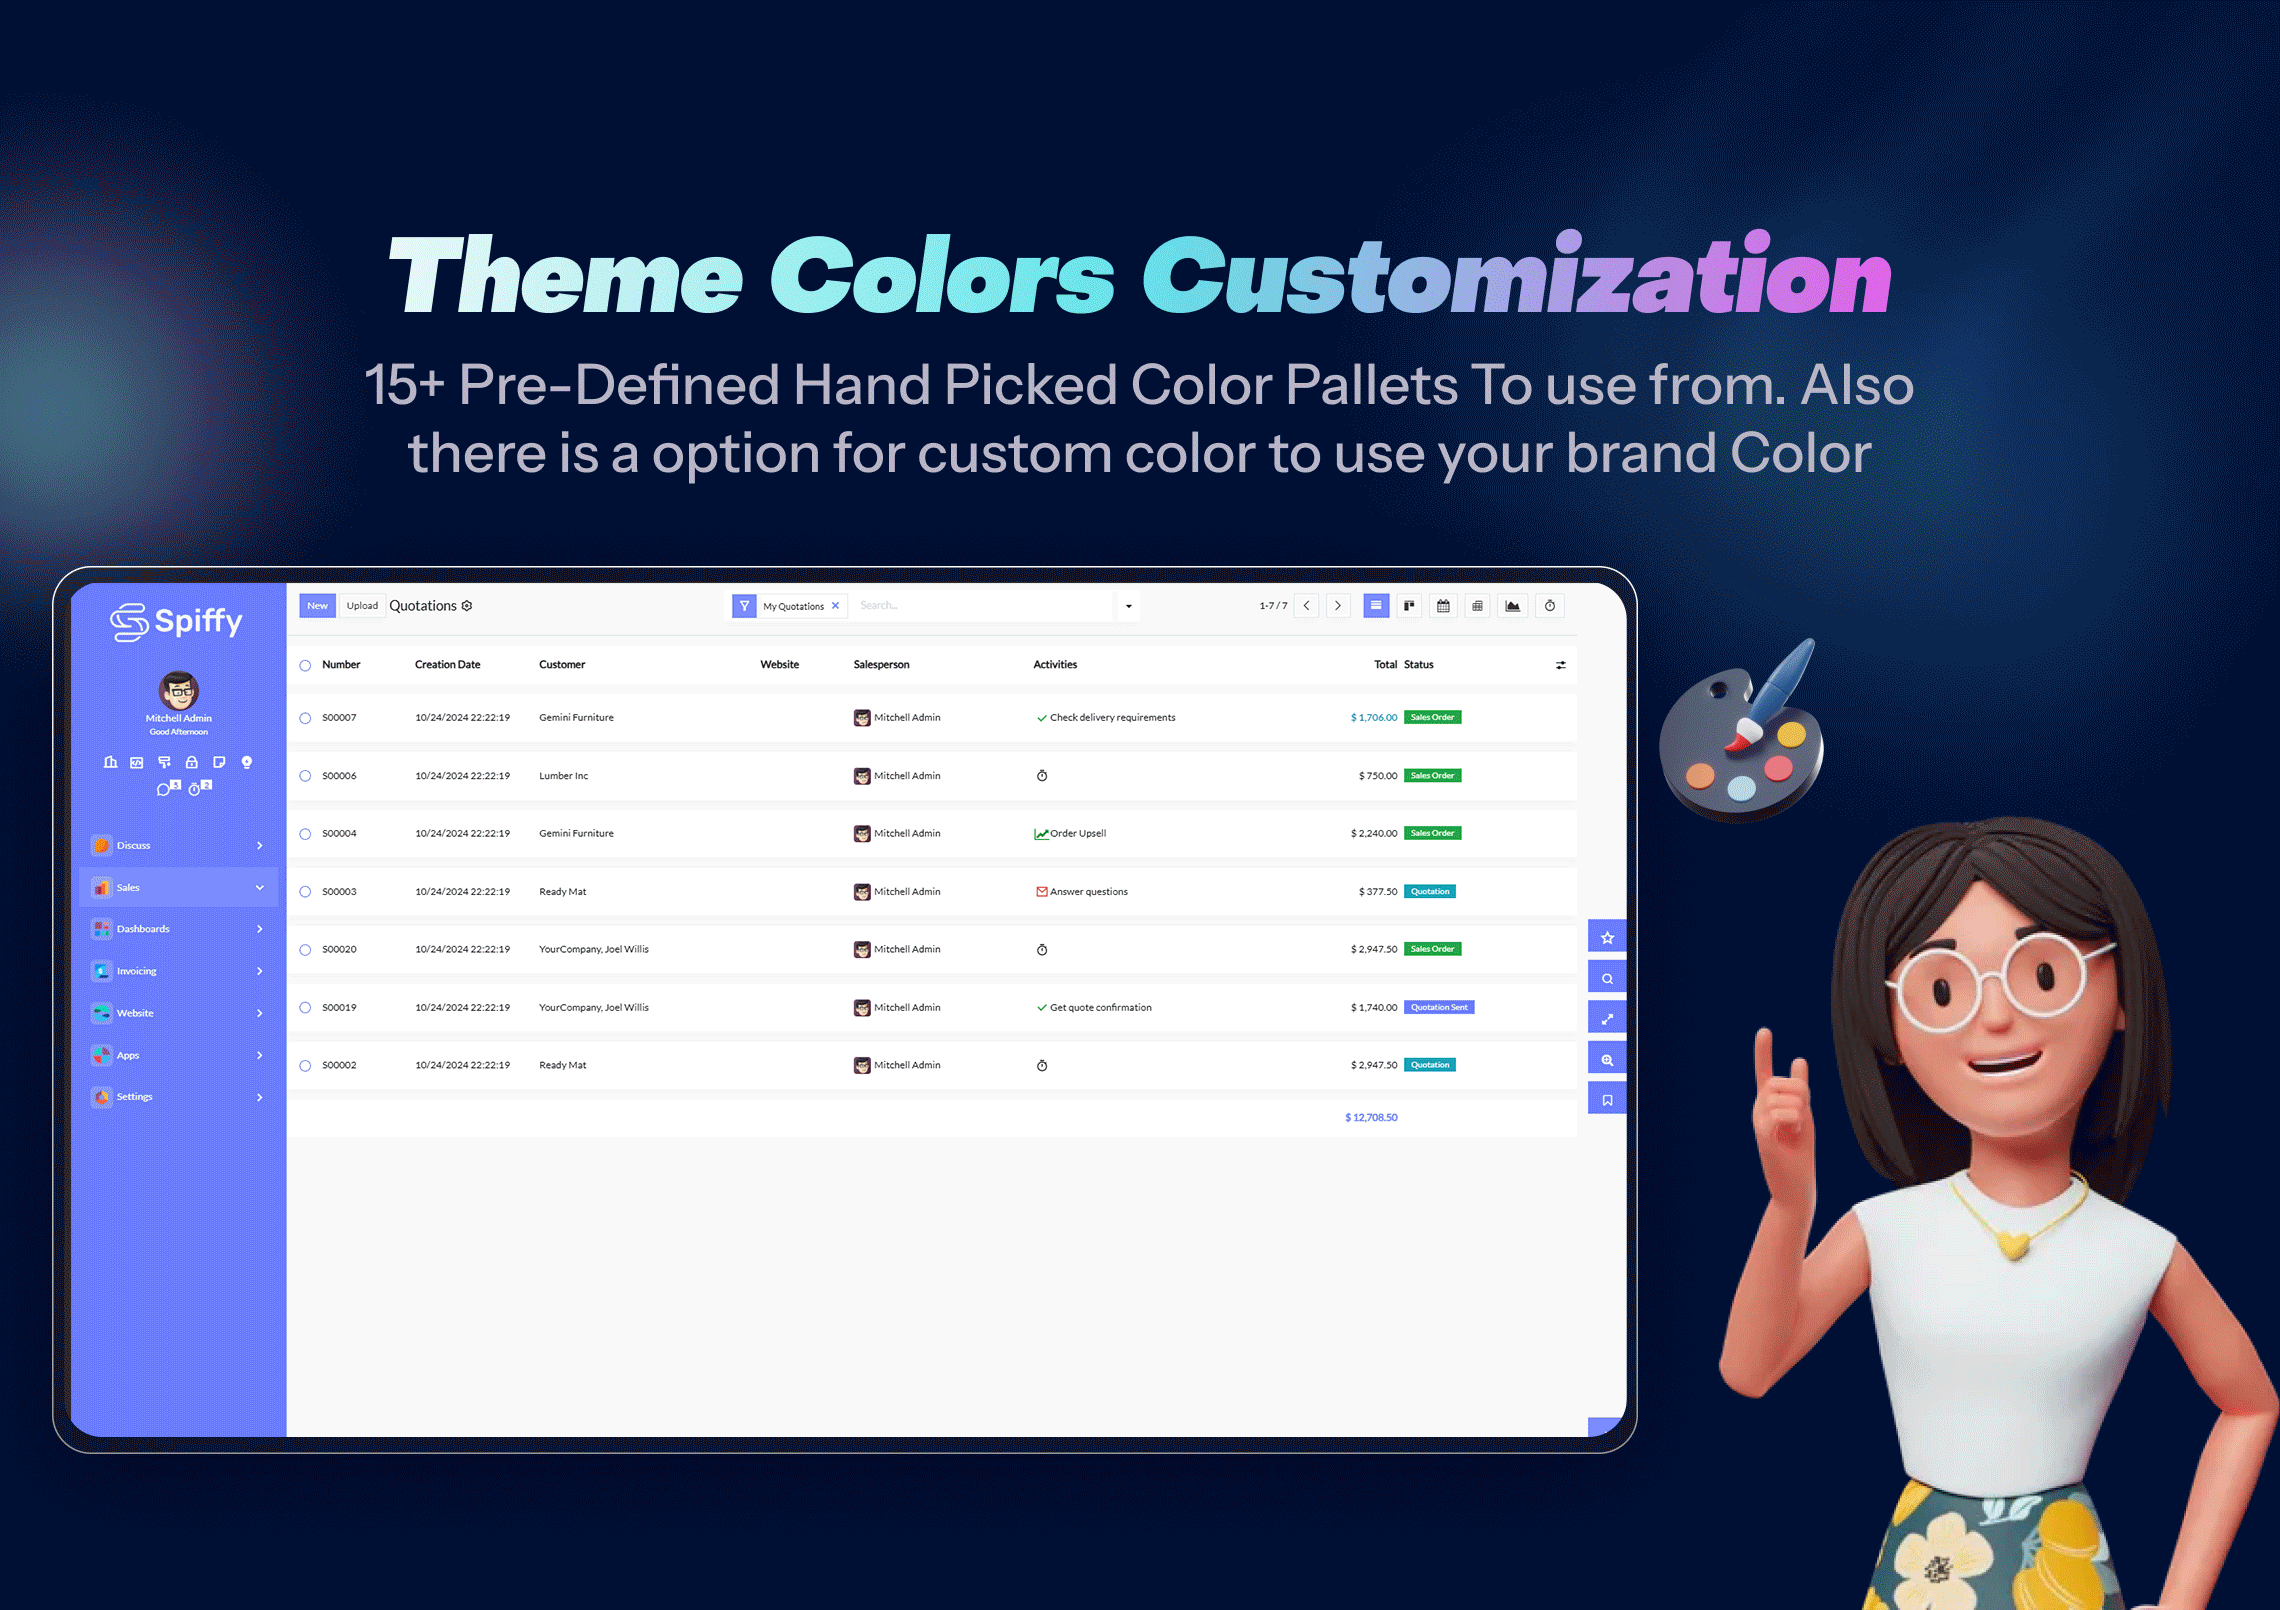 Theme Colors Customization
15+ Pre-Defined Hand Picked Color Pallets To use from. Also
there is a option for custom color to use your brand Color
Spiffy
Mitchell Admin
Good Afternoon
5 2
Discuss
Sales
Dashboards
Invoicing
Website
Apps
Settings
New Upload Quotations My Quotations × Search... 1-7 / 7
Number Creation Date Customer Website Salesperson Activities Total Status
S00007 10/24/2024 22:22:19 Gemini Furniture Mitchell Admin Check delivery requirements $ 1,706.00 Sales Order
S00006 10/24/2024 22:22:19 Lumber Inc Mitchell Admin $ 750.00 Sales Order
S00004 10/24/2024 22:22:19 Gemini Furniture Mitchell Admin Order Upsell $ 2,240.00 Sales Order
S00003 10/24/2024 22:22:19 Ready Mat Mitchell Admin Answer questions $ 377.50 Quotation
S00020 10/24/2024 22:22:19 YourCompany, Joel Willis Mitchell Admin $ 2,947.50 Sales Order
S00019 10/24/2024 22:22:19 YourCompany, Joel Willis Mitchell Admin Get quote confirmation $ 1,740.00 Quotation Sent
S00002 10/24/2024 22:22:19 Ready Mat Mitchell Admin $ 2,947.50 Quotation
$ 12,708.50